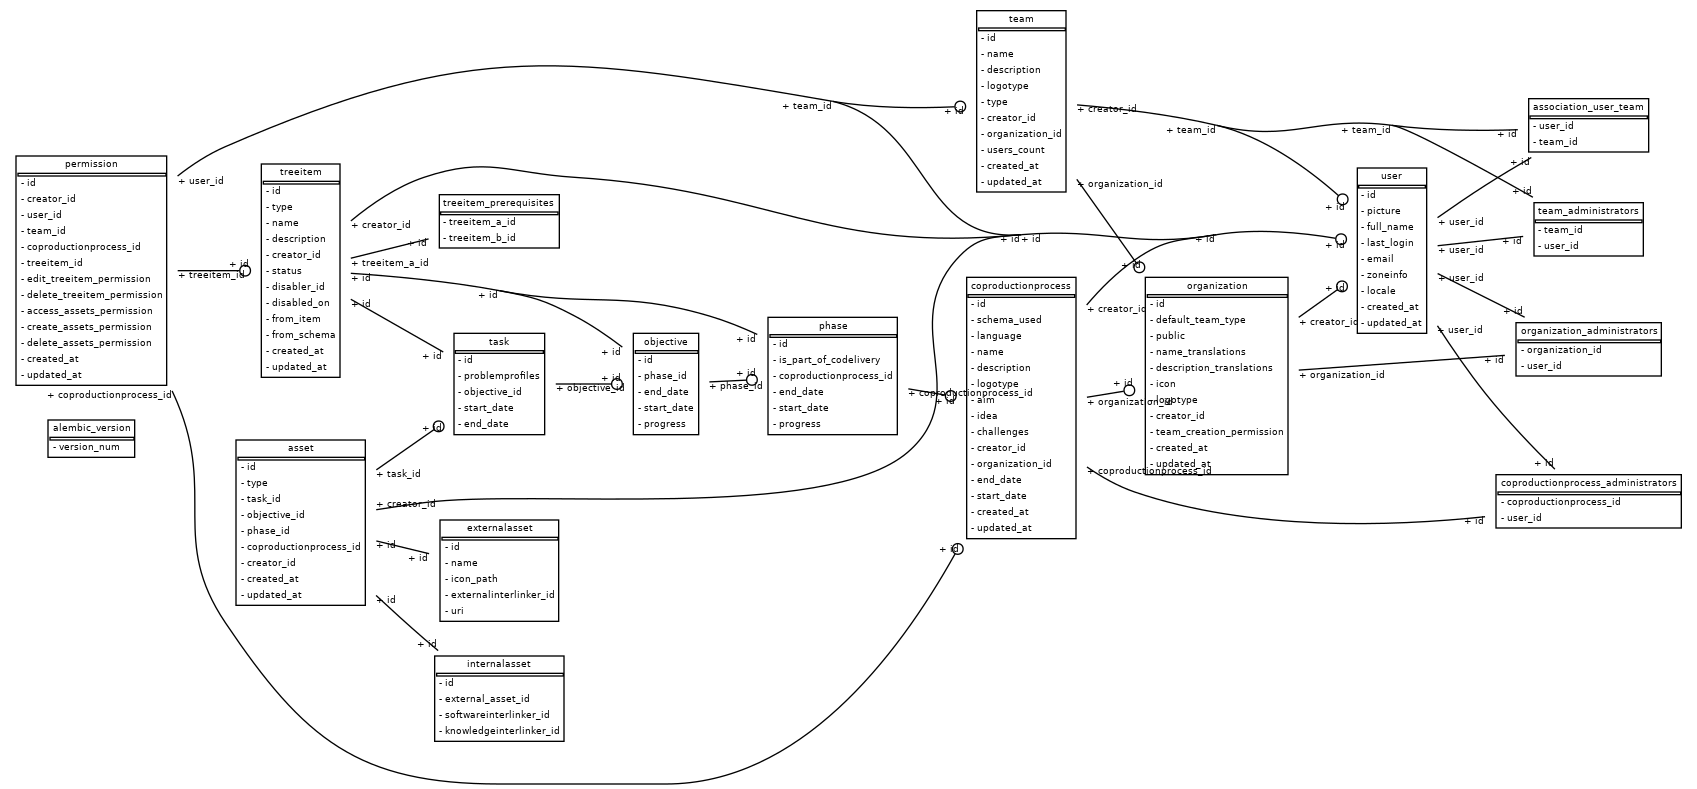 team
- id
- name
- description
- logotype
- type
- creator_id
- organization_id
- users_count
- created_at
- updated_at
+ team_id
+ id
+ creator_id
+ team_id
+ team_id
+ id
+ organization_id
association_user_team
- user_id
- team_id
+ id
permission
- id
- creator_id
- user_id
- team_id
- coproductionprocess_id
- treeitem_id
- edit_treeitem_permission
- delete_treeitem_permission
- access_assets_permission
- create_assets_permission
- delete_assets_permission
- created_at
- updated_at
+ user_id
+ id
+ treeitem_id
+ coproductionprocess_id
treeitem
- id
- type
- name
- description
- creator_id
- status
- disabler_id
- disabled_on
- from_item
- from_schema
- created_at
- updated_at
+ creator_id
+ id
+ treeitem_a_id
+ id
+ id
+ id
treeitem_prerequisites
- treeitem_a_id
- treeitem_b_id
+ id
+ id
+ id
+ id
+ id
+ id
+ id
user
- id
- picture
- full_name
- last_login
- email
- zoneinfo
- locale
- created_at
- updated_at
+ id
+ id
+ id
+ user_id
+ user_id
+ user_id
+ user_id
+ id
team_administrators
- team_id
- user_id
+ id
+ id
organization_administrators
- organization_id
- user_id
+ id
coproductionprocess
- id
- schema_used
- language
- name
- description
- logotype
- aim
- idea
- challenges
- creator_id
- organization_id
- end_date
- start_date
- created_at
- updated_at
+ creator_id
+ id
+ organization_id
+ coproductionprocess_id
+ id
organization
- id
- default_team_type
- public
- name_translations
- description_translations
- icon
- logotype
- creator_id
- team_creation_permission
- created_at
- updated_at
+ creator_id
+ organization_id
task
- id
- problemprofiles
- objective_id
- start_date
- end_date
+ id
+ objective_id
objective
- id
- phase_id
- end_date
- start_date
- progress
+ id
+ phase_id
phase
- id
- is_part_of_codelivery
- coproductionprocess_id
- end_date
- start_date
- progress
+ coproductionprocess_id
+ id
alembic_version
- version_num
asset
- id
- type
- task_id
- objective_id
- phase_id
- coproductionprocess_id
- creator_id
- created_at
- updated_at
+ id
+ task_id
+ creator_id
+ id
+ id
+ id
externalasset
- id
- name
- icon_path
- externalinterlinker_id
- uri
+ id
internalasset
- id
- external_asset_id
- softwareinterlinker_id
- knowledgeinterlinker_id
+ id
coproductionprocess_administrators
- coproductionprocess_id
- user_id
+ id